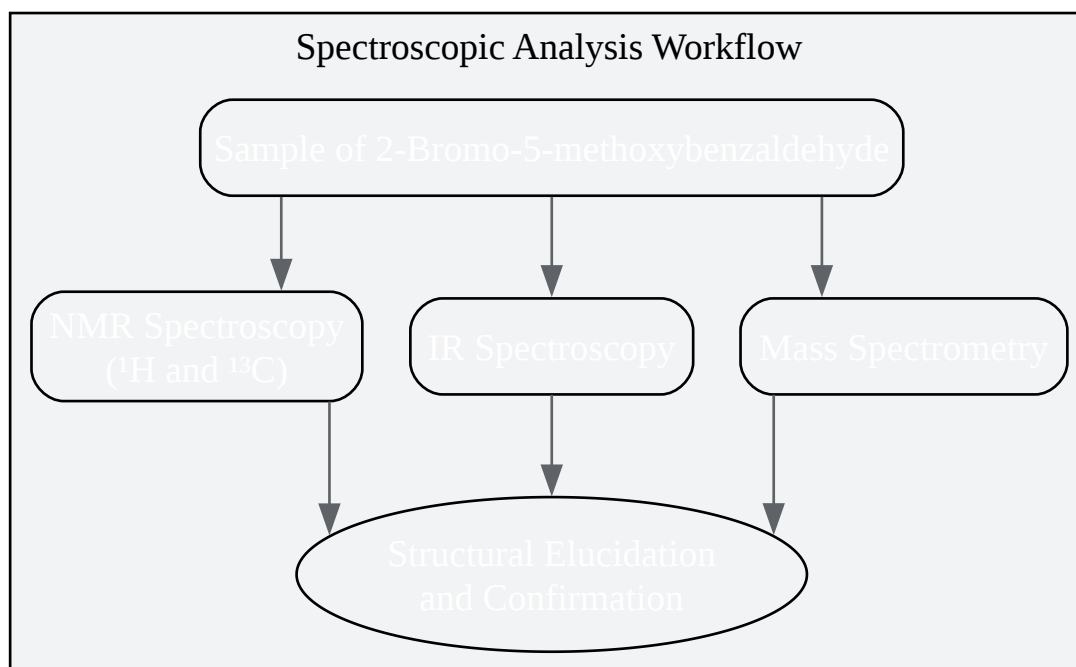 Spectroscopic Analysis Workflow
Sample of 2-Bromo-5-methoxybenzaldehyde
NMR Spectroscopy
(¹H and ¹³C)
IR Spectroscopy
Mass Spectrometry
Structural Elucidation
and Confirmation